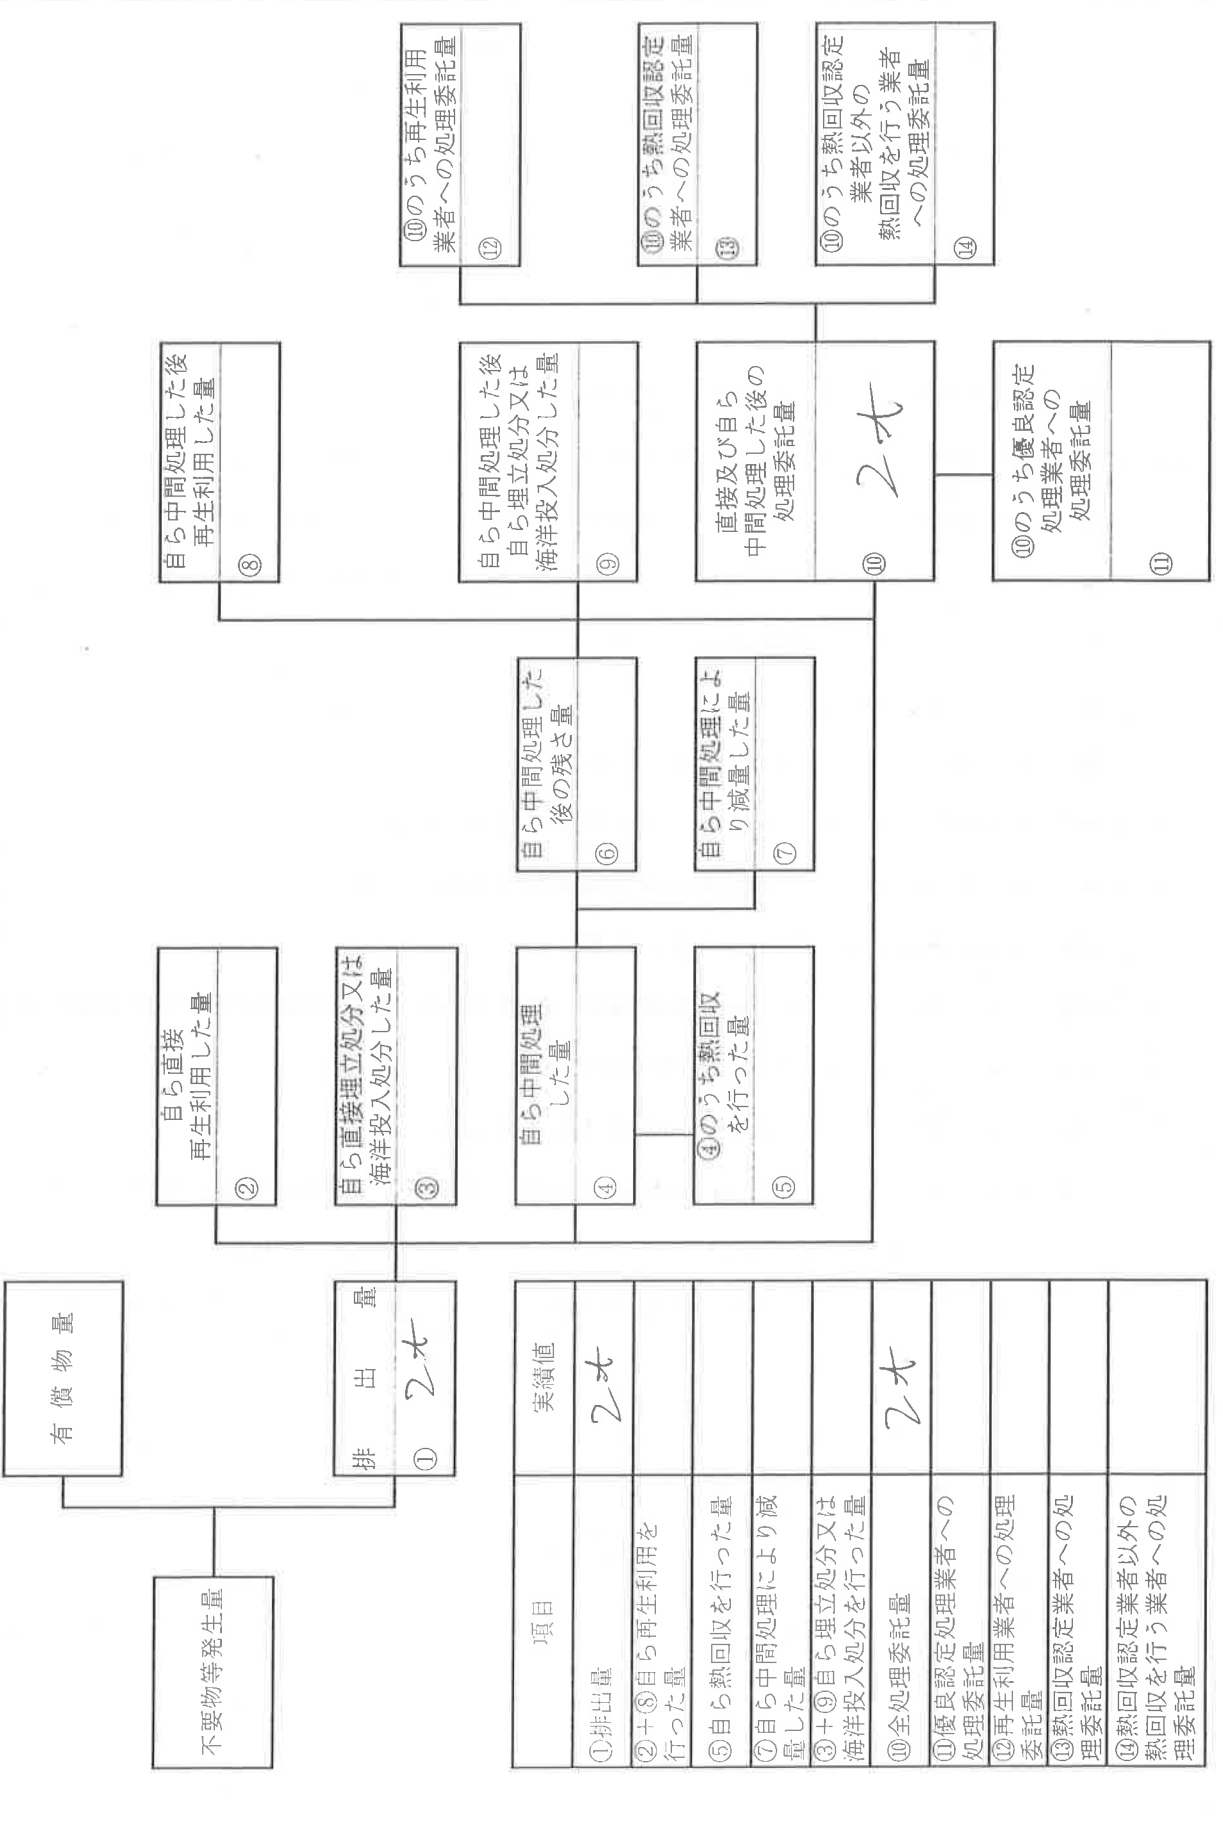 不要物等発生量
有償物量
排出量
① 2t
自ら直接
再生利用した量
②
自ら直接埋立処分又は
海洋投入処分した量
③
自ら中間処理
した量
④
④のうち熱回収
を行った量
⑤
自ら中間処理した
後の残さ量
⑥
自ら中間処理によ
り減量した量
⑦
自ら中間処理した後
再生利用した量
⑧
自ら中間処理した後
自ら埋立処分又は
海洋投入処分した量
⑨
直接及び自ら
中間処理した後の
処理委託量
⑩ 2t
⑩のうち優良認定
処理業者への
処理委託量
⑪
⑩のうち再生利用
業者への処理委託量
⑫
⑩のうち熱回収認定
業者への処理委託量
⑬
⑩のうち熱回収認定
業者以外の
熱回収を行う業者
への処理委託量
⑭
項目 実績値
①排出量 2t
②+⑧自ら再生利用を
行った量
⑤自ら熱回収を行った量
⑦自ら中間処理により減
量した量
③+⑨自ら埋立処分又は
海洋投入処分を行った量
⑩全処理委託量 2t
⑪優良認定処理業者への
処理委託量
⑫再生利用業者への処理
委託量
⑬熱回収認定業者への処
理委託量
⑭熱回収認定業者以外の
熱回収を行う業者への処
理委託量